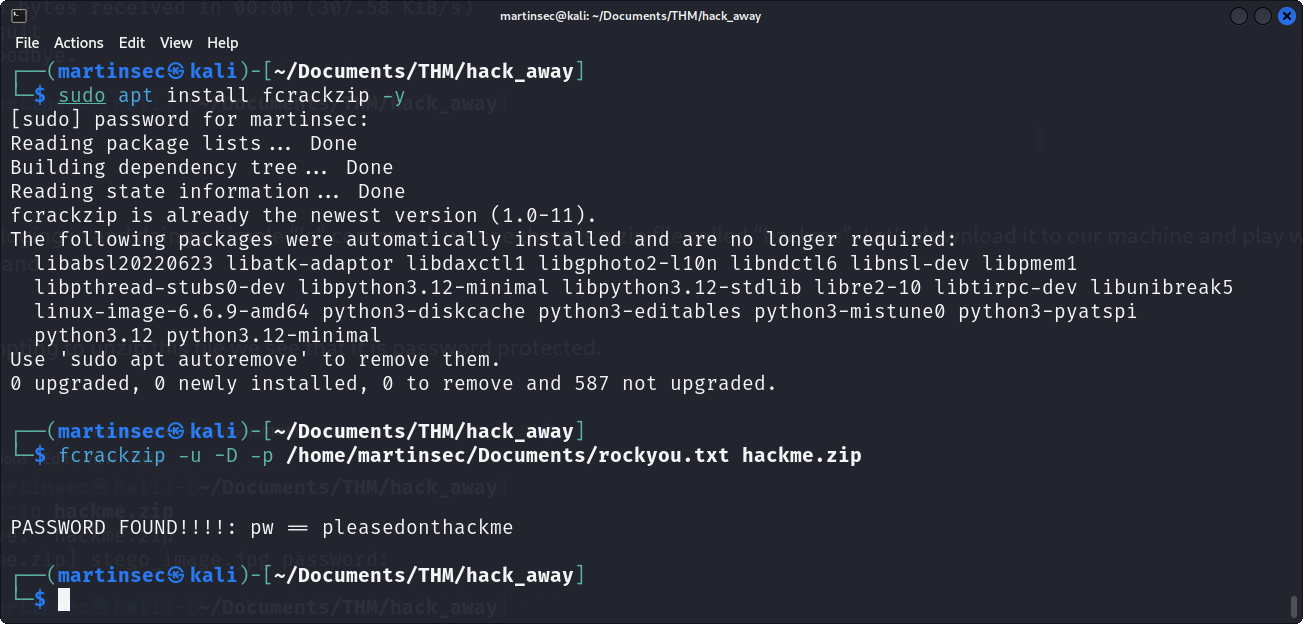 martinsec@kali: ~/Documents/THM/hack_away
File Actions Edit View Help
┌──(martinsec㉿kali)-[~/Documents/THM/hack_away]
└─$ sudo apt install fcrackzip -y
[sudo] password for martinsec:
Reading package lists... Done
Building dependency tree... Done
Reading state information... Done
fcrackzip is already the newest version (1.0-11).
The following packages were automatically installed and are no longer required:
  libabsl20220623 libatk-adaptor libdaxctl1 libgphoto2-l10n libndctl6 libnsl-dev libpmem1
  libpthread-stubs0-dev libpython3.12-minimal libpython3.12-stdlib libre2-10 libtirpc-dev libunibreak5
  linux-image-6.6.9-amd64 python3-diskcache python3-editables python3-mistune0 python3-pyatspi
  python3.12 python3.12-minimal
Use 'sudo apt autoremove' to remove them.
0 upgraded, 0 newly installed, 0 to remove and 587 not upgraded.
┌──(martinsec㉿kali)-[~/Documents/THM/hack_away]
└─$ fcrackzip -u -D -p /home/martinsec/Documents/rockyou.txt hackme.zip
PASSWORD FOUND!!!!: pw == pleasedonthackme
┌──(martinsec㉿kali)-[~/Documents/THM/hack_away]
└─$